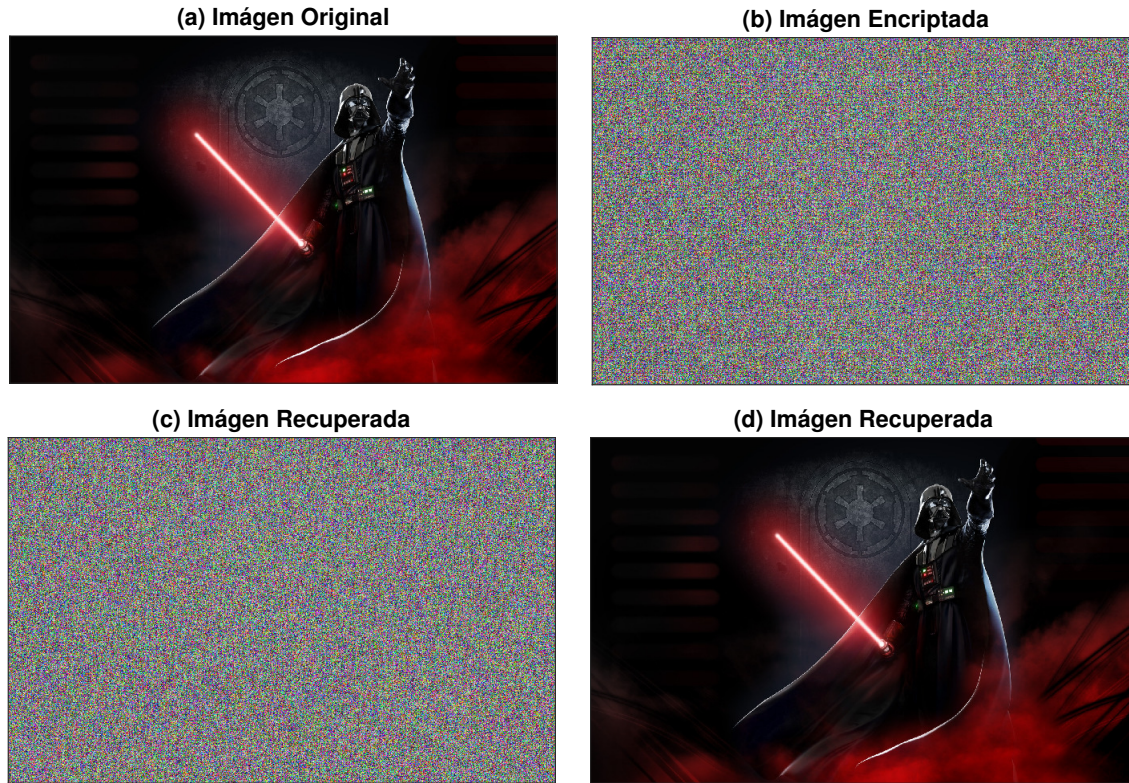 (a) Imágen Original
(b) Imágen Encriptada
(c) Imágen Recuperada
(d) Imágen Recuperada